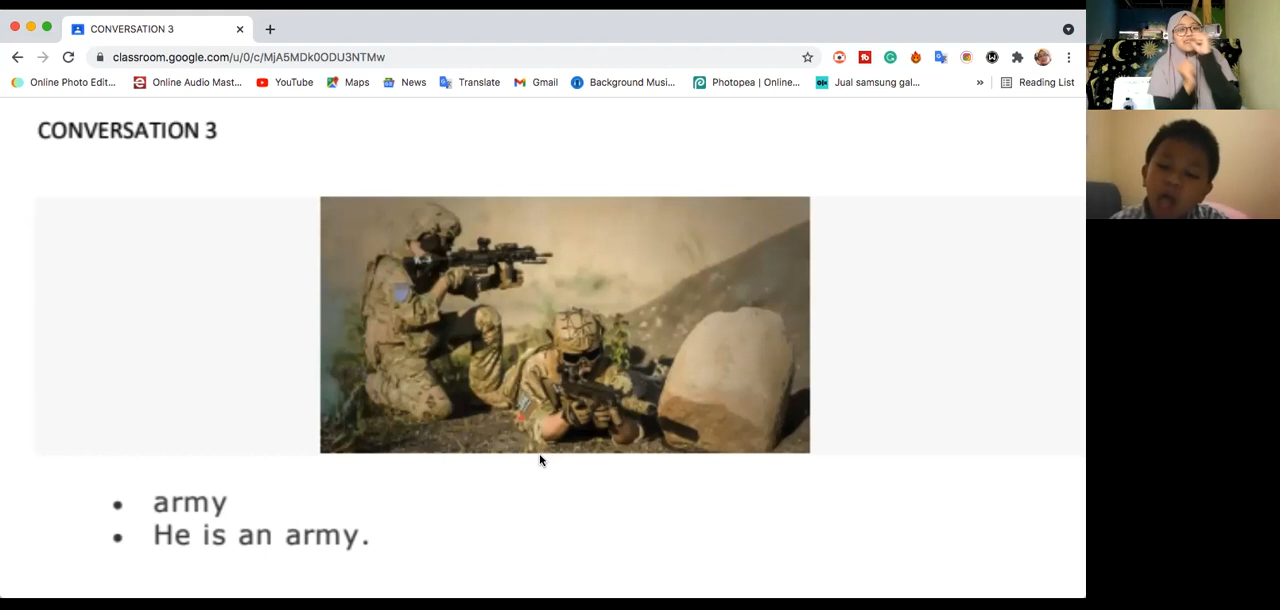 CONVERSATION 3
classroom.google.com/u/0/c/MjA5MDk0ODU3NTMw
Online Photo Edit... Online Audio Mast... YouTube Maps News Translate Gmail Background Musi... Photopea | Online... Jual samsung gal... » Reading List
CONVERSATION 3
army
He is an army.